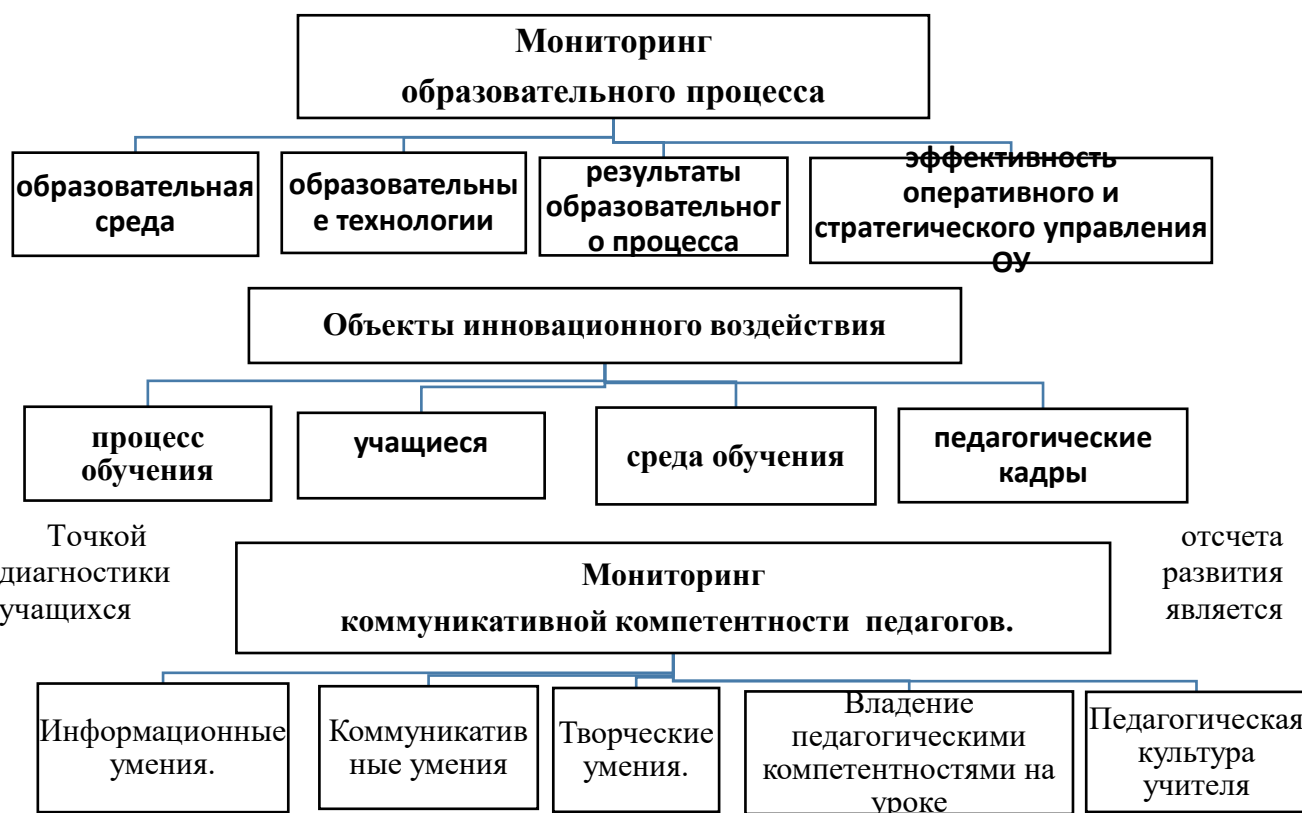 Мониторинг
образовательного процесса
образовательная
среда
образовательны
е технологии
результаты
образовательног
о процесса
эффективность
оперативного и
стратегического управления
ОУ
Объекты инновационного воздействия
процесс
обучения
учащиеся
среда обучения
педагогические
кадры
Точкой отсчета
диагностики развития
учащихся является
Мониторинг
коммуникативной компетентности педагогов.
Информационные
умения.
Коммуникатив
ные умения
Творческие
умения.
Владение
педагогическими
компетентностями на
уроке
Педагогическая
культура
учителя